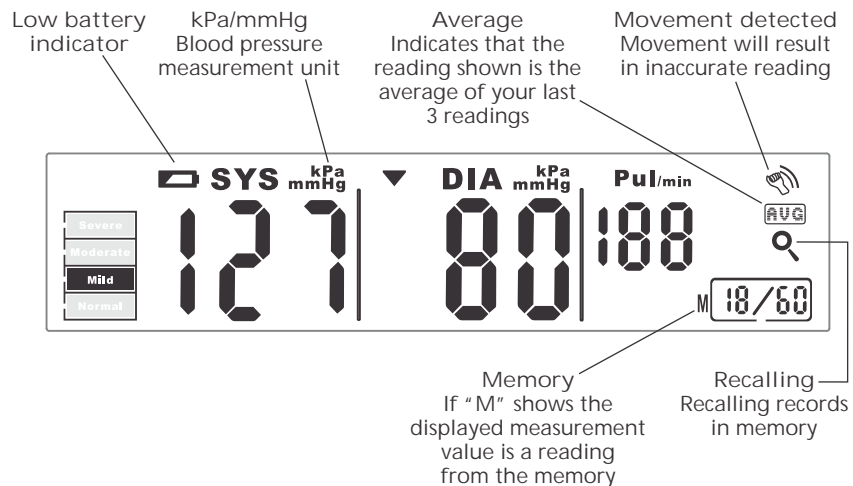 Low battery
indicator
kPa/mmHg
Blood pressure
measurement unit
Average
Indicates that the
reading shown is the
average of your last
3 readings
Movement detected
Movement will result
in inaccurate reading
SYS kPa
mmHg
DIA kPa
mmHg
Pul/min
AVG
Severe
Moderate
Mild
Normal
127
80
188
M 18/60
Memory
If "M" shows the
displayed measurement
value is a reading
from the memory
Recalling
Recalling records
in memory